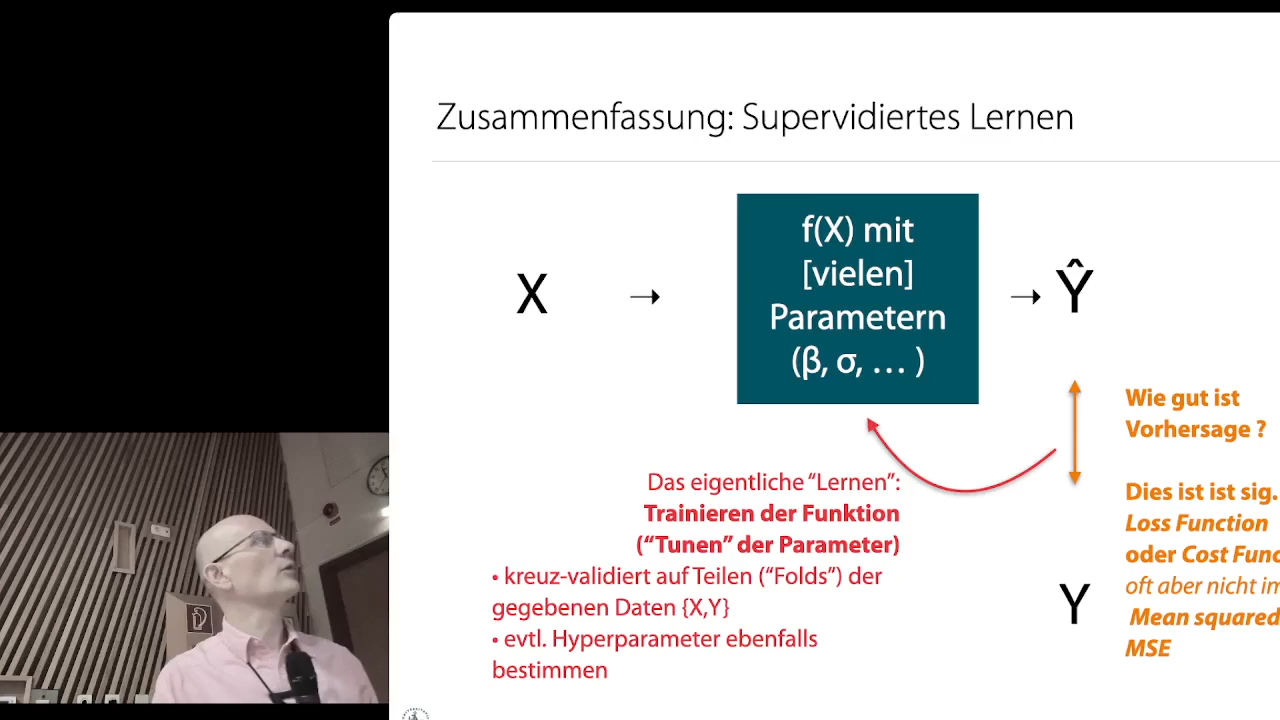 Zusammenfassung: Supervidiertes Lernen
X
→
f(X) mit
[vielen]
Parametern
(β, σ, … )
→
Ŷ
Wie gut ist
Vorhersage ?
Das eigentliche “Lernen”:
Trainieren der Funktion
(“Tunen” der Parameter)
• kreuz-validiert auf Teilen (“Folds”) der
gegebenen Daten {X,Y}
• evtl. Hyperparameter ebenfalls
bestimmen
Dies ist ist sig.
Loss Function
oder Cost Func
oft aber nicht im
Mean squared
MSE
Y